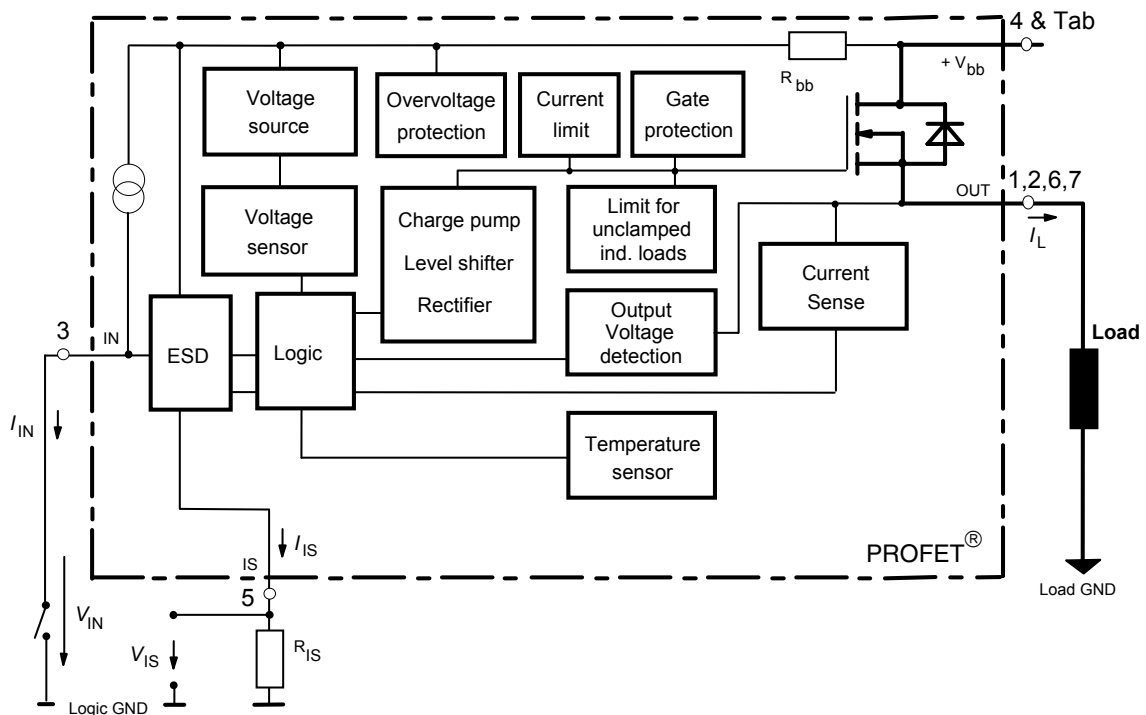 4 & Tab
R bb
+ V bb
Voltage
source
Overvoltage
protection
Current
limit
Gate
protection
Voltage
sensor
Charge pump
Level shifter
Rectifier
Limit for
unclamped
ind. loads
OUT
1,2,6,7
I L
Current
Sense
3
IN
ESD
Logic
Output
Voltage
detection
Load
I IN
Temperature
sensor
I IS
IS
PROFET®
5
Load GND
V IN
V IS
R IS
Logic GND